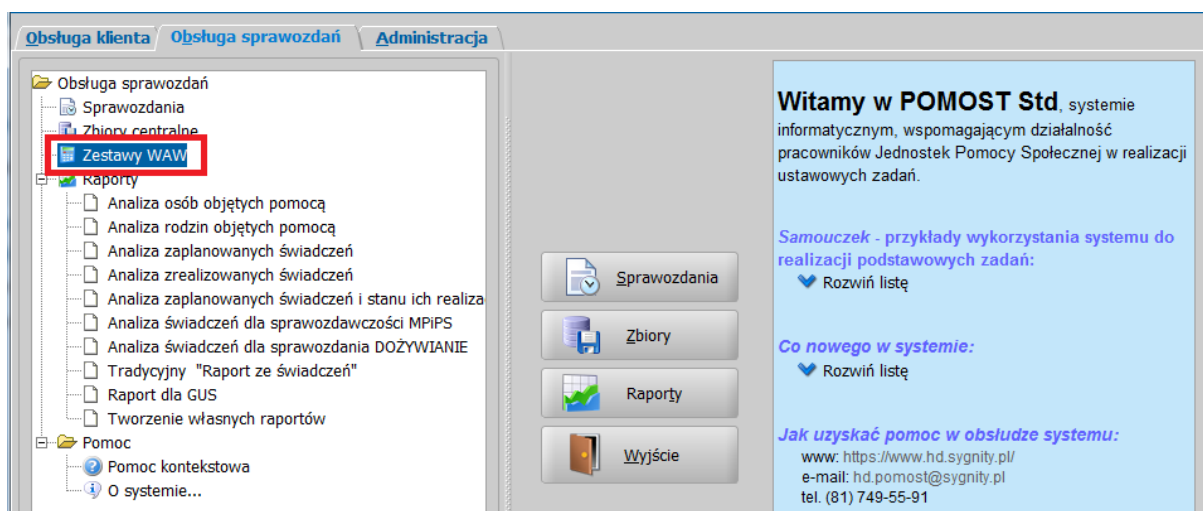 Obsługa klienta Obsługa sprawozdań Administracja
Obsługa sprawozdań
Sprawozdania
Zbiory centralne
Zestawy WAW
Raporty
Analiza osób objętych pomocą
Analiza rodzin objętych pomocą
Analiza zaplanowanych świadczeń
Analiza zrealizowanych świadczeń
Analiza zaplanowanych świadczeń i stanu ich realiza
Analiza świadczeń dla sprawozdawczości MPiPS
Analiza świadczeń dla sprawozdania DOŻYWIANIE
Tradycyjny "Raport ze świadczeń"
Raport dla GUS
Tworzenie własnych raportów
Pomoc
Pomoc kontekstowa
O systemie...
Sprawozdania
Zbiory
Raporty
Wyjście
Witamy w POMOST Std, systemie
informatycznym, wspomagającym działalność
pracowników Jednostek Pomocy Społecznej w realizacji
ustawowych zadań.
Samouczek - przykłady wykorzystania systemu do
realizacji podstawowych zadań:
Rozwiń listę
Co nowego w systemie:
Rozwiń listę
Jak uzyskać pomoc w obsłudze systemu:
www: https://www.hd.sygnity.pl/
e-mail: hd.pomost@sygnity.pl
tel. (81) 749-55-91